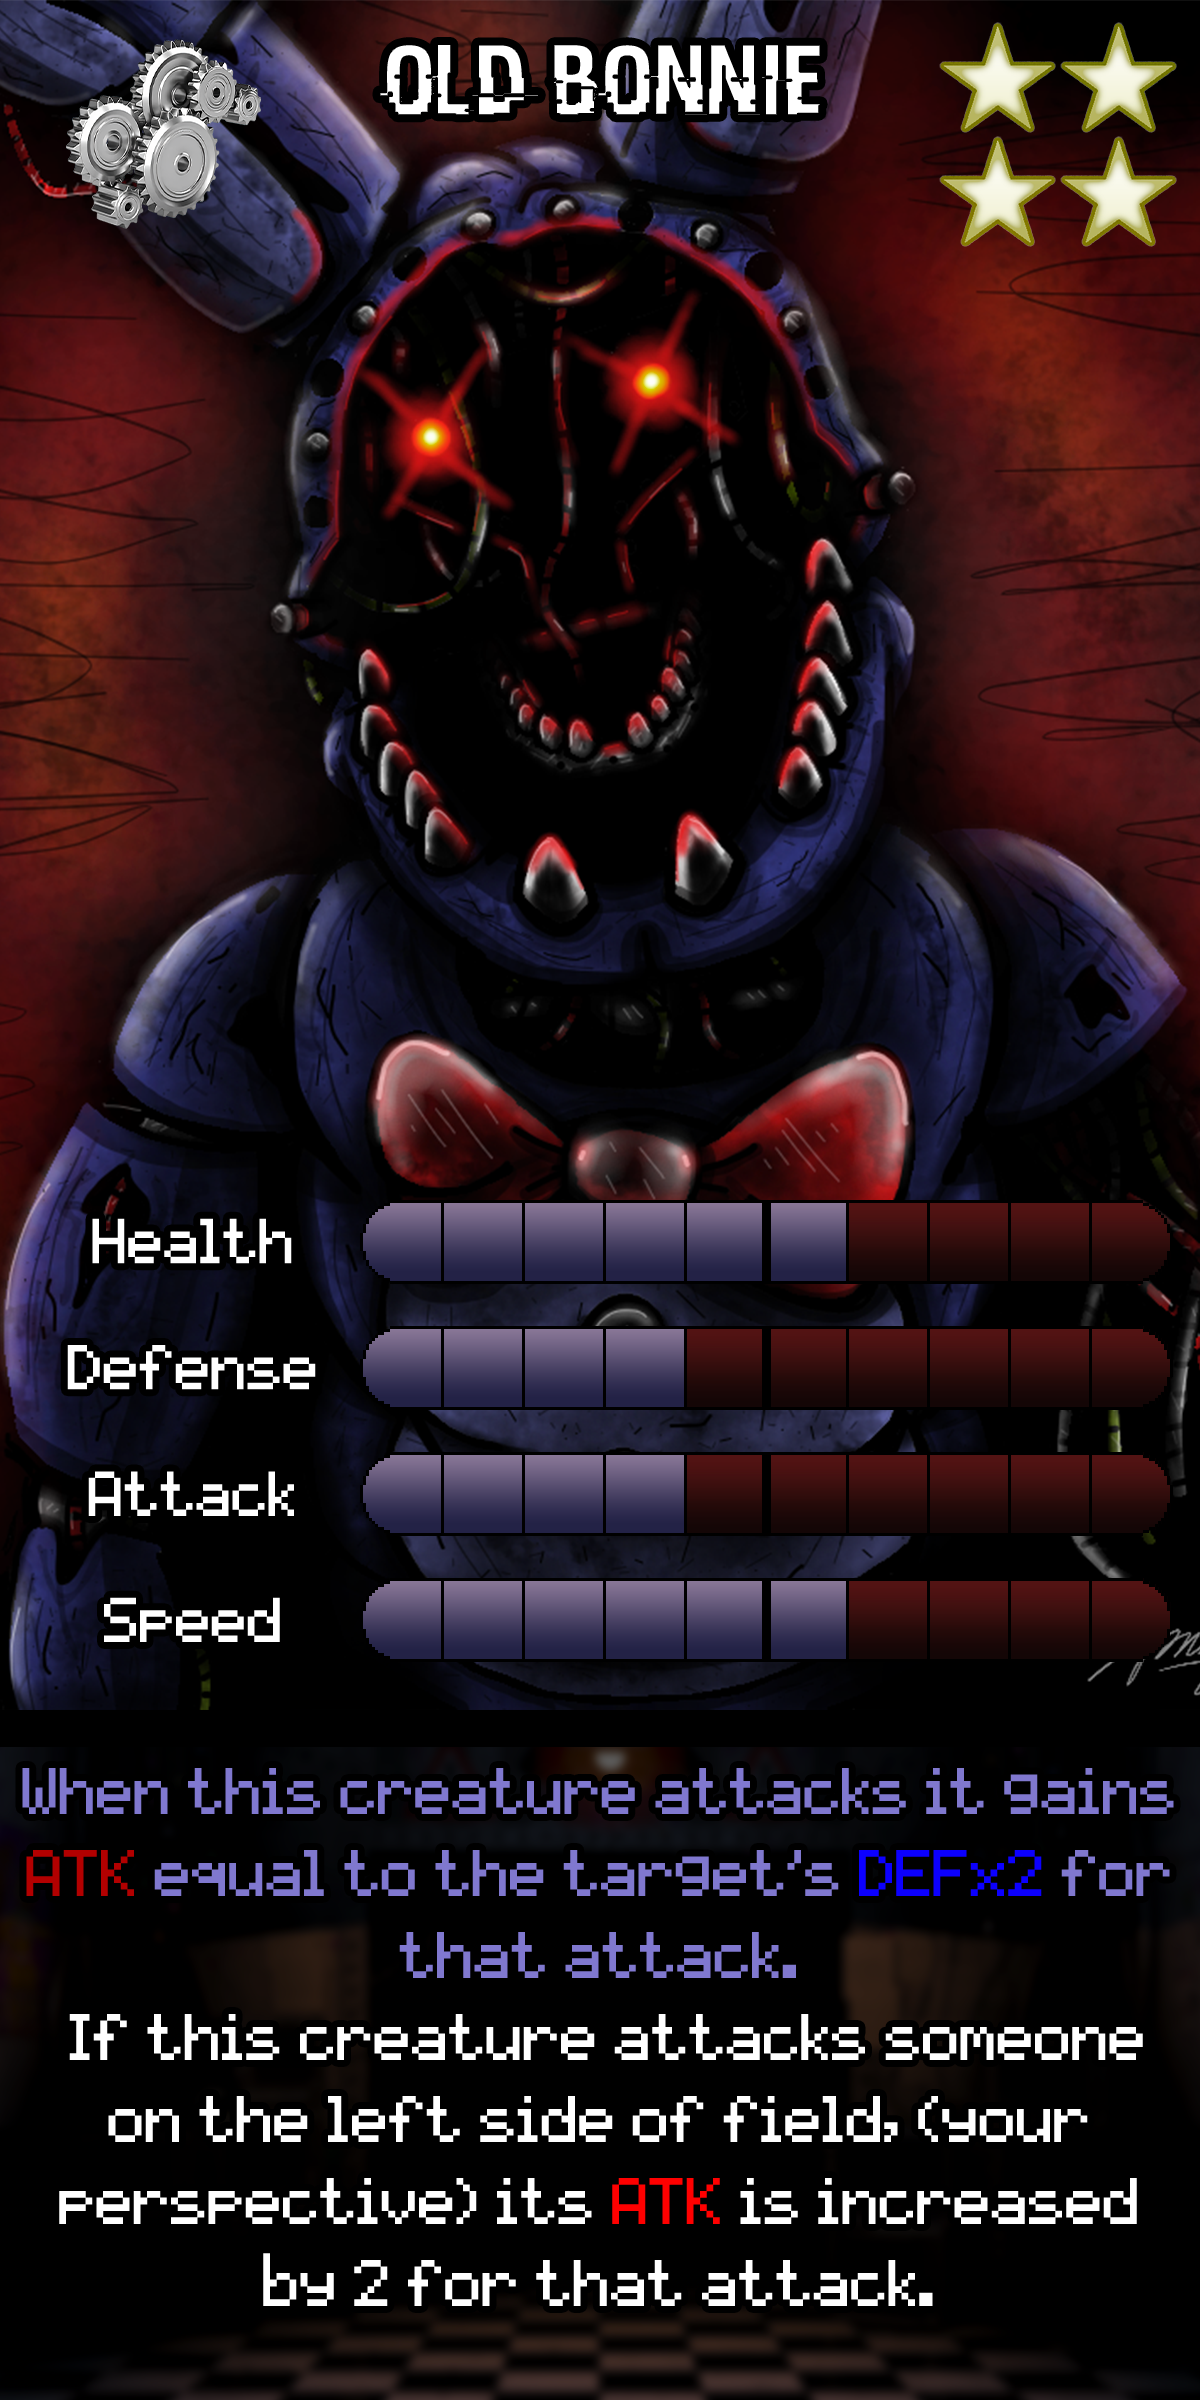 OLD BONNIE
Health
Defense
Attack
Speed
When this creature attacks it gains
ATK equal to the target's DEFx2 for
that attack.
If this creature attacks someone
on the left side of field, (your
perspective) its ATK is increased
by 2 for that attack.